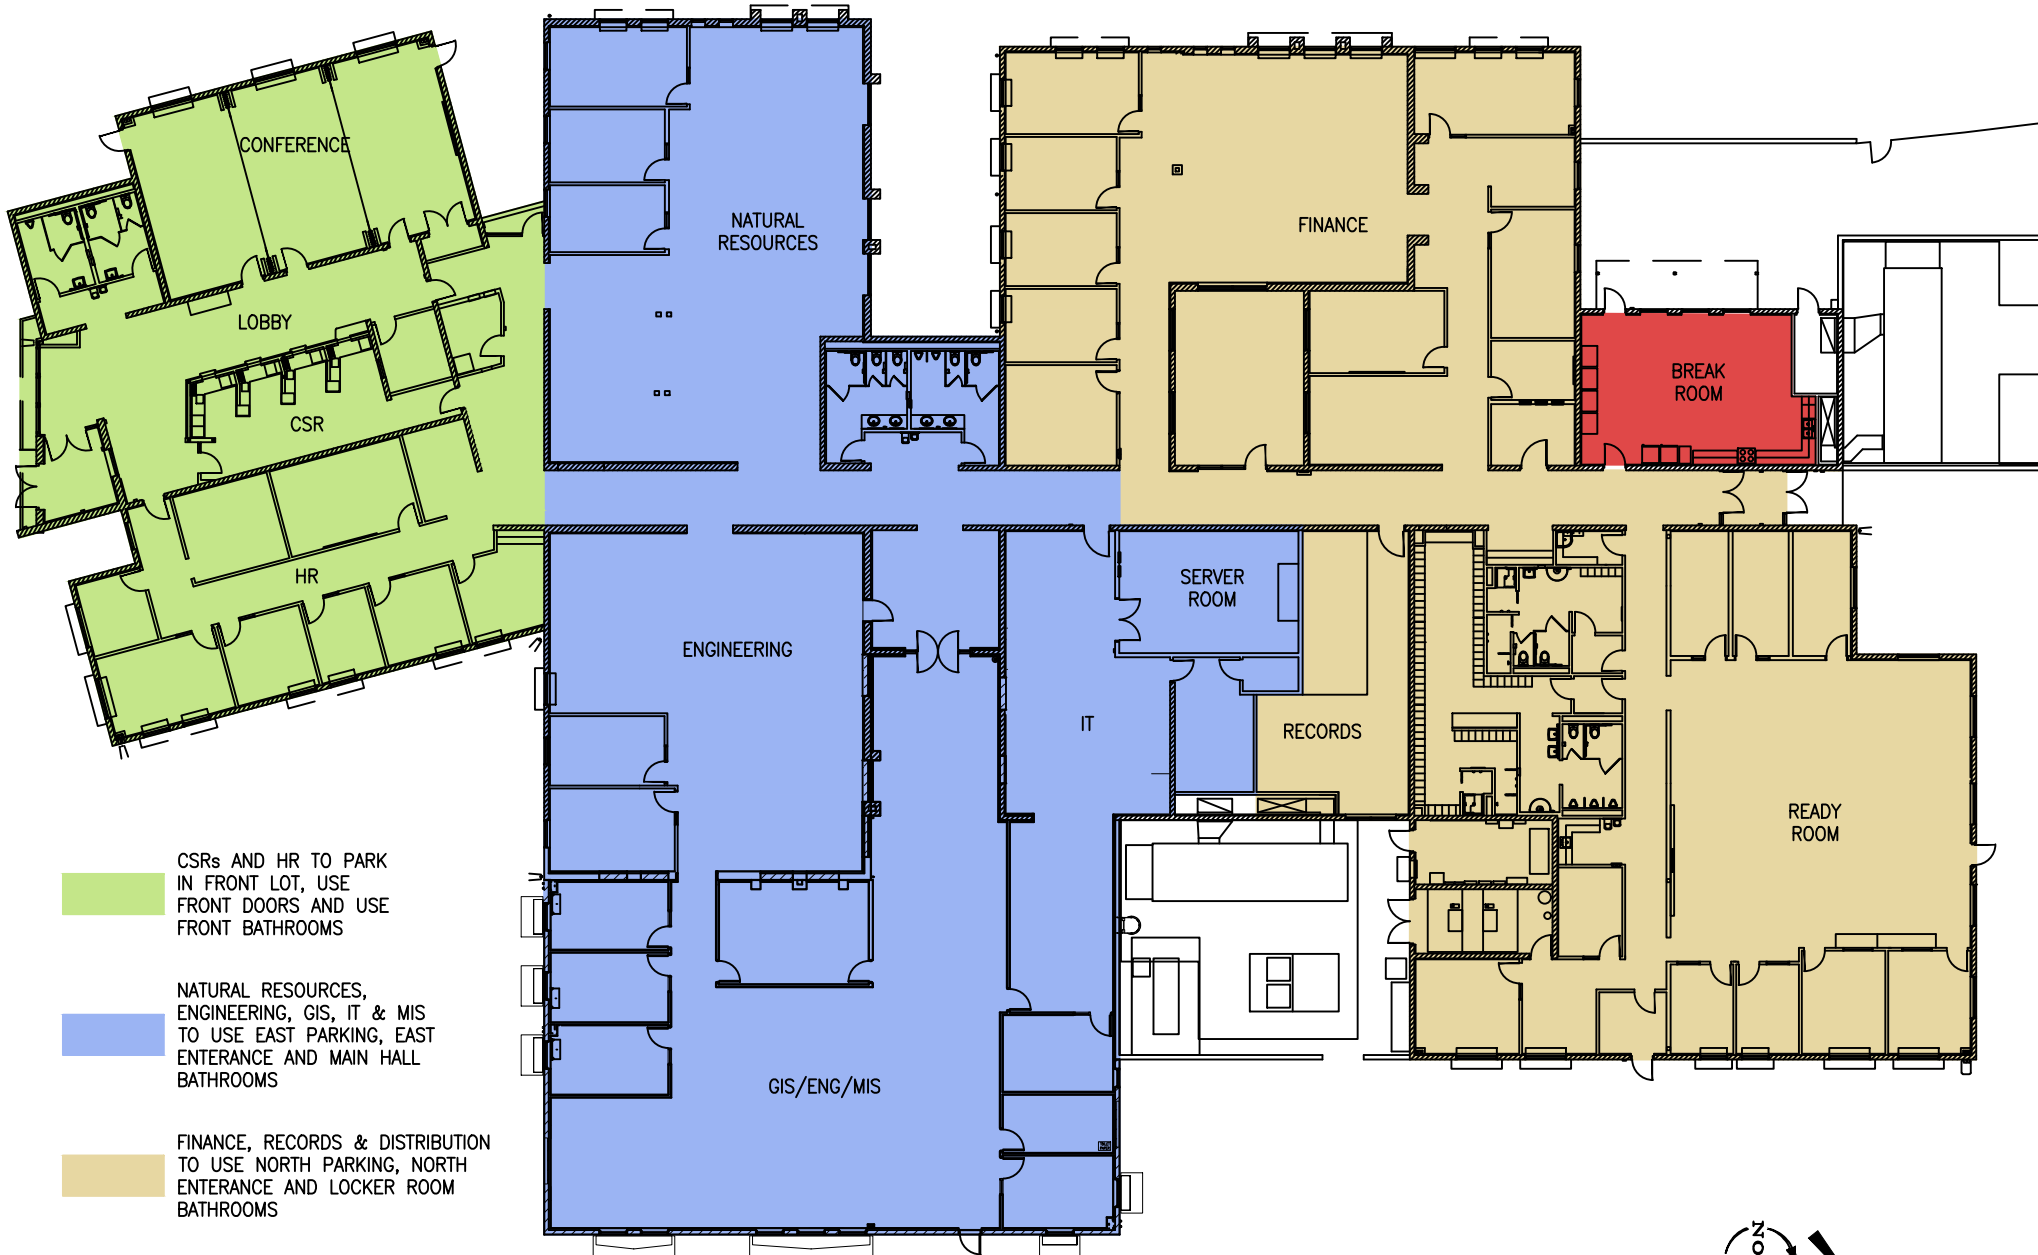 CONFERENCE
NATURAL
RESOURCES
FINANCE
LOBBY
BREAK
ROOM
CSR
HR
SERVER
ROOM
ENGINEERING
IT
RECORDS
READY
ROOM
GIS/ENG/MIS
CSRs AND HR TO PARK
IN FRONT LOT, USE
FRONT DOORS AND USE
FRONT BATHROOMS
NATURAL RESOURCES,
ENGINEERING, GIS, IT & MIS
TO USE EAST PARKING, EAST
ENTERANCE AND MAIN HALL
BATHROOMS
FINANCE, RECORDS & DISTRIBUTION
TO USE NORTH PARKING, NORTH
ENTERANCE AND LOCKER ROOM
BATHROOMS
NO